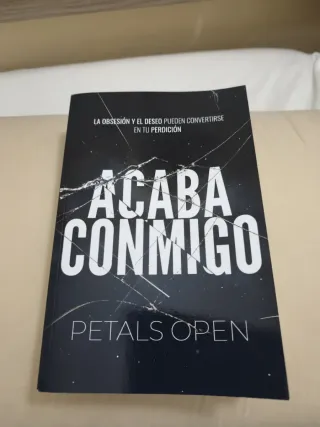 LA OBSESIÓN Y EL DESEO PUEDEN CONVERTIRSE
EN TU PERDICIÓN
ACABA
CONMIGO
PETALS OPEN